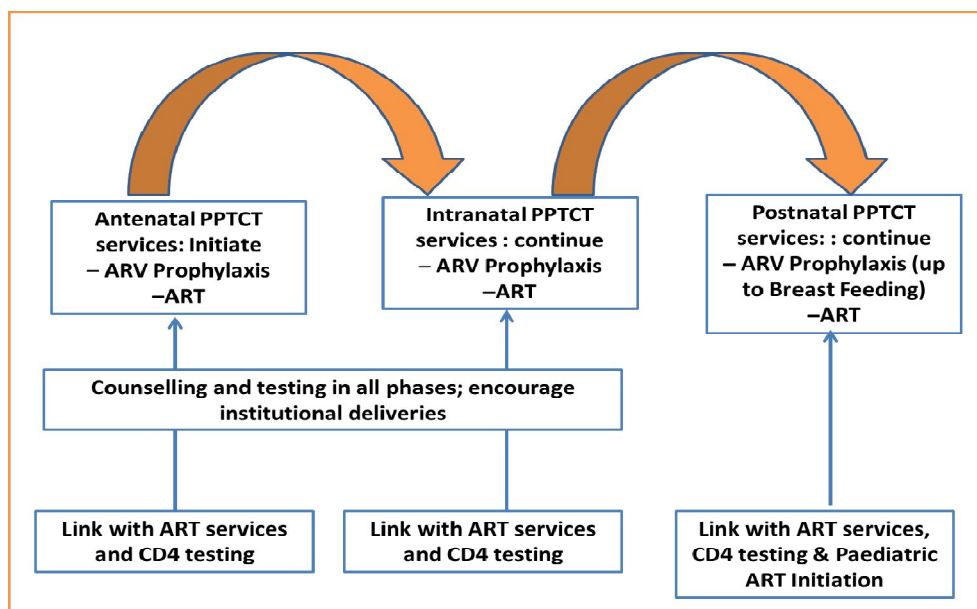 Antenatal PPTCT
services: Initiate
– ARV Prophylaxis
–ART
Intranatal PPTCT
services : continue
– ARV Prophylaxis
–ART
Postnatal PPTCT
services: : continue
– ARV Prophylaxis (up
to Breast Feeding)
–ART
Counselling and testing in all phases; encourage
institutional deliveries
Link with ART services
and CD4 testing
Link with ART services
and CD4 testing
Link with ART services,
CD4 testing & Paediatric
ART Initiation